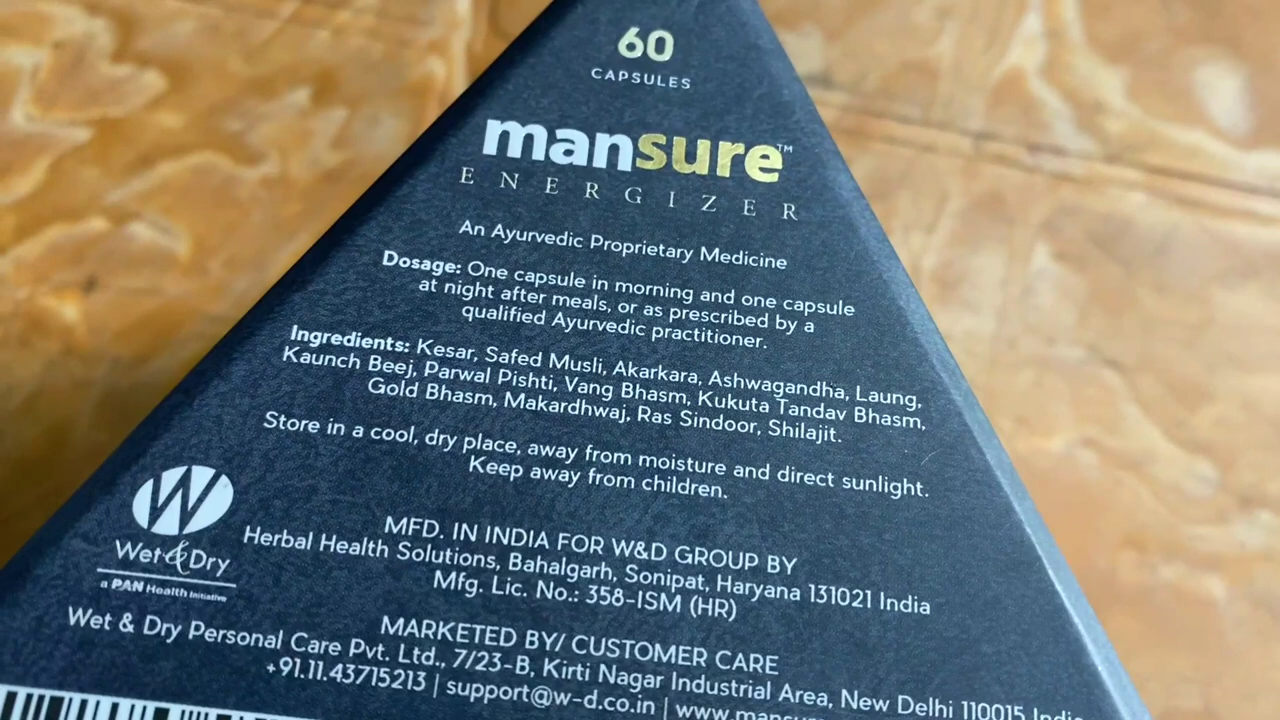 60
CAPSULES
mansure™
ENERGIZER
An Ayurvedic Proprietary Medicine
Dosage: One capsule in morning and one capsule
at night after meals, or as prescribed by a
qualified Ayurvedic practitioner.
Ingredients: Kesar, Safed Musli, Akarkara, Ashwagandha, Laung,
Kaunch Beej, Parwal Pishti, Vang Bhasm, Kukuta Tandav Bhasm,
Gold Bhasm, Makardhwaj, Ras Sindoor, Shilajit.
Store in a cool, dry place, away from moisture and direct sunlight.
Keep away from children.
W
Wet & Dry
a PAN Health Initiative
MFD. IN INDIA FOR W&D GROUP BY
Herbal Health Solutions, Bahalgarh, Sonipat, Haryana 131021 India
Mfg. Lic. No.: 358-ISM (HR)
MARKETED BY/ CUSTOMER CARE
Wet & Dry Personal Care Pvt. Ltd., 7/23-B, Kirti Nagar Industrial Area, New Delhi 110015 India
+91.11.43715213 | support@w-d.co.in |